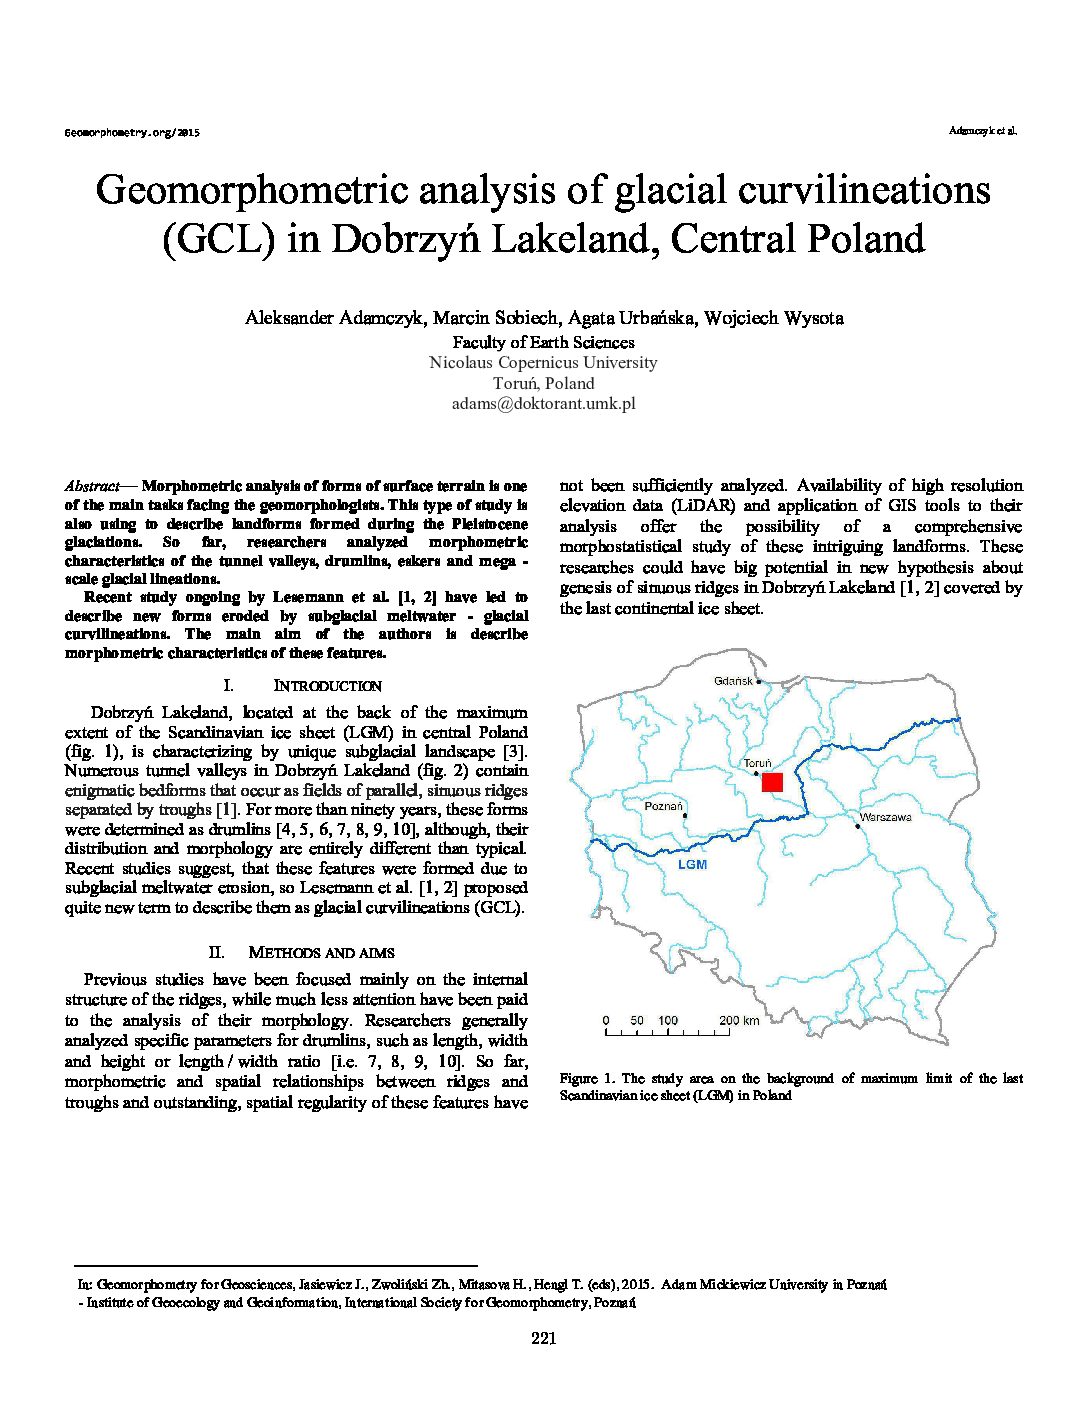 Geomorphometry.org/2015
Adamczyk et al.
Geomorphometric analysis of glacial curvilineations
(GCL) in Dobrzyń Lakeland, Central Poland
Aleksander Adamczyk, Marcin Sobiech, Agata Urbańska, Wojciech Wysota
Faculty of Earth Sciences
Nicolaus Copernicus University
Toruń, Poland
adams@doktorant.umk.pl
Abstract— Morphometric analysis of forms of surface terrain is one
of the main tasks facing the geomorphologists. This type of study is
also using to describe landforms formed during the Pleistocene
glaciations. So far, researchers analyzed morphometric
characteristics of the tunnel valleys, drumlins, eskers and mega -
scale glacial lineations.
Recent study ongoing by Lesemann et al. [1, 2] have led to
describe new forms eroded by subglacial meltwater - glacial
curvilineations. The main aim of the authors is describe
morphometric characteristics of these features.
I. INTRODUCTION
Dobrzyń Lakeland, located at the back of the maximum
extent of the Scandinavian ice sheet (LGM) in central Poland
(fig. 1), is characterizing by unique subglacial landscape [3].
Numerous tunnel valleys in Dobrzyń Lakeland (fig. 2) contain
enigmatic bedforms that occur as fields of parallel, sinuous ridges
separated by troughs [1]. For more than ninety years, these forms
were determined as drumlins [4, 5, 6, 7, 8, 9, 10], although, their
distribution and morphology are entirely different than typical.
Recent studies suggest, that these features were formed due to
subglacial meltwater erosion, so Lesemann et al. [1, 2] proposed
quite new term to describe them as glacial curvilineations (GCL).
II. METHODS AND AIMS
Previous studies have been focused mainly on the internal
structure of the ridges, while much less attention have been paid
to the analysis of their morphology. Researchers generally
analyzed specific parameters for drumlins, such as length, width
and height or length / width ratio [i.e. 7, 8, 9, 10]. So far,
morphometric and spatial relationships between ridges and
troughs and outstanding, spatial regularity of these features have
not been sufficiently analyzed. Availability of high resolution
elevation data (LiDAR) and application of GIS tools to their
analysis offer the possibility of a comprehensive
morphostatistical study of these intriguing landforms. These
researches could have big potential in new hypothesis about
genesis of sinuous ridges in Dobrzyń Lakeland [1, 2] covered by
the last continental ice sheet.
Gdańsk
Toruń
Poznań
Warszawa
LGM
0 50 100 200 km
Figure 1. The study area on the background of maximum limit of the last
Scandinavian ice sheet (LGM) in Poland
In: Geomorphometry for Geosciences, Jasiewicz J., Zwoliński Zb., Mitasova H., Hengl T. (eds), 2015. Adam Mickiewicz University in Poznań
- Institute of Geoecology and Geoinformation, International Society for Geomorphometry, Poznań
221